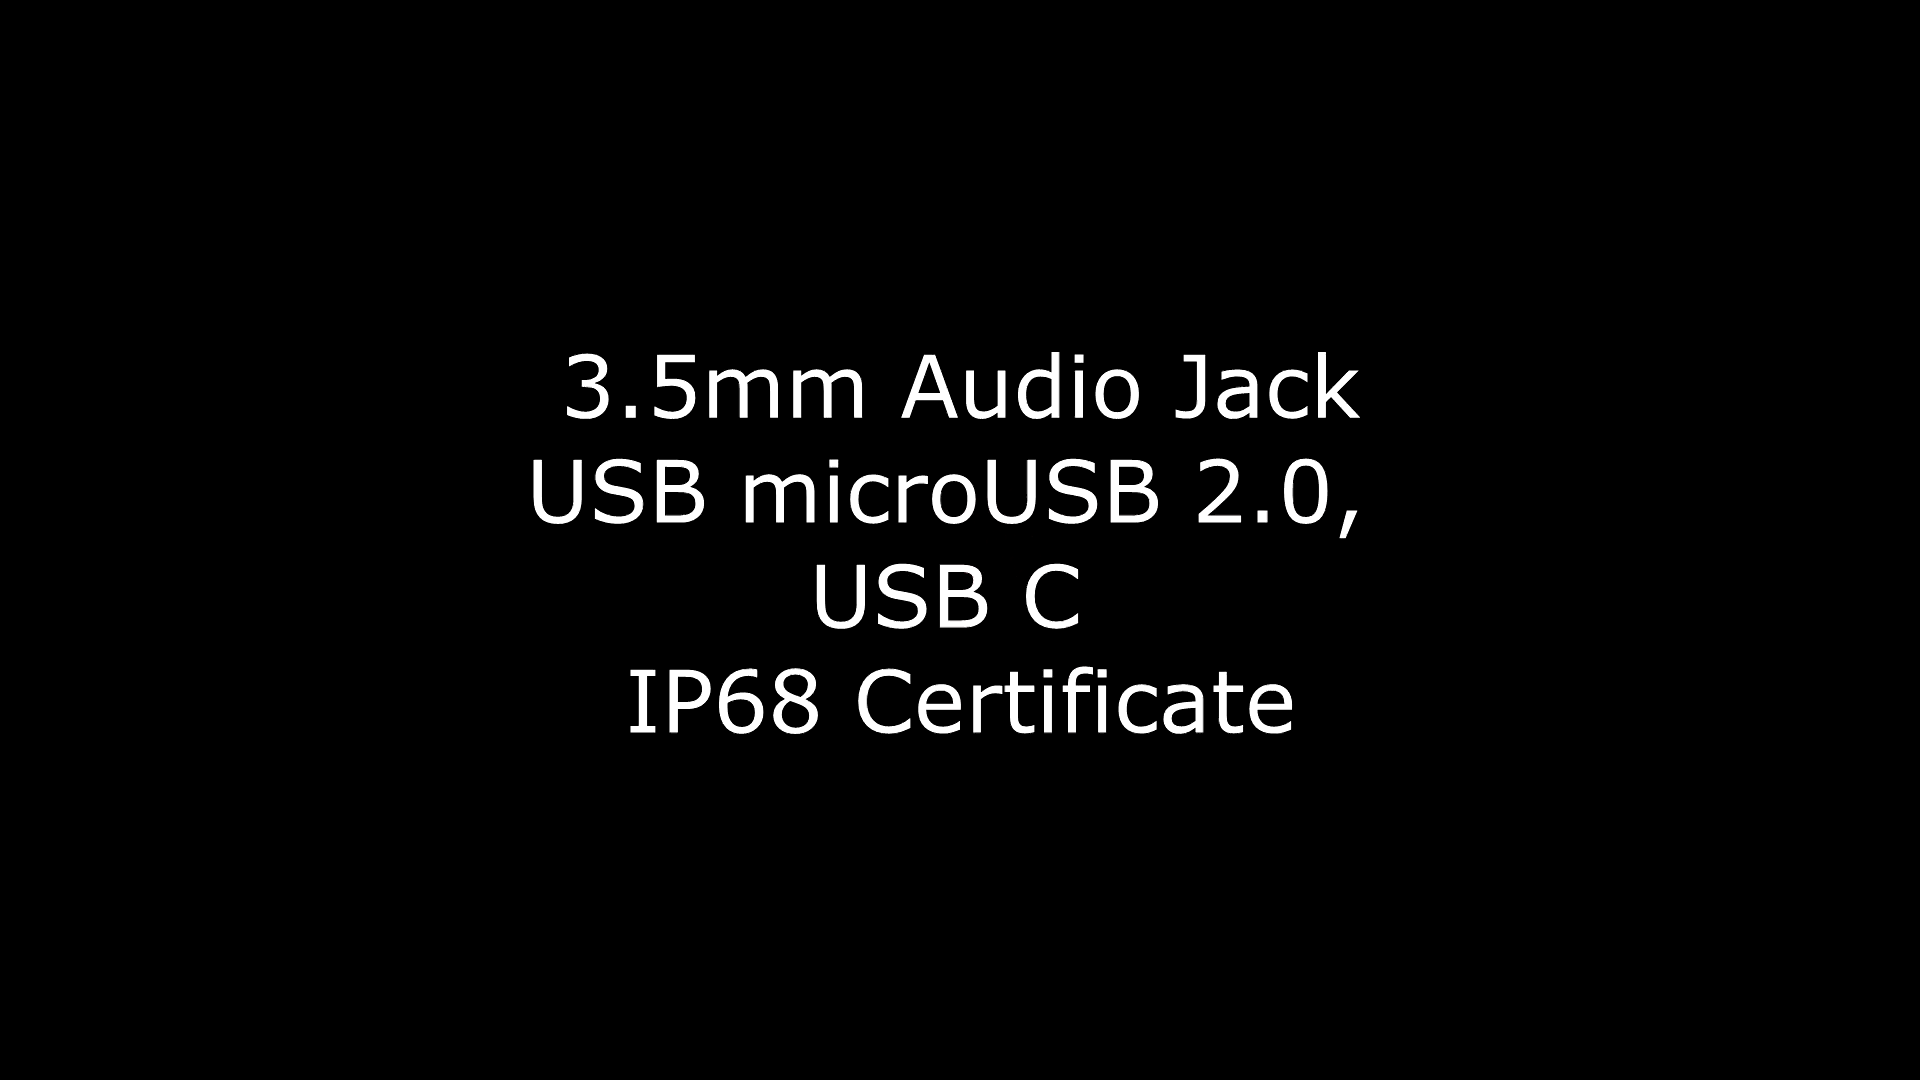 3.5mm Audio Jack
USB microUSB 2.0,
USB C
IP68 Certificate